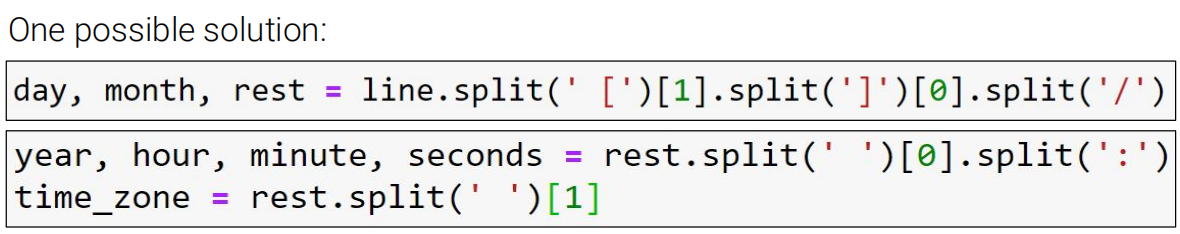 One possible solution:
day, month, rest = line.split(' [')[1].split(']')[0].split('/')
year, hour, minute, seconds = rest.split(' ')[0].split(':')
time_zone = rest.split(' ')[1]